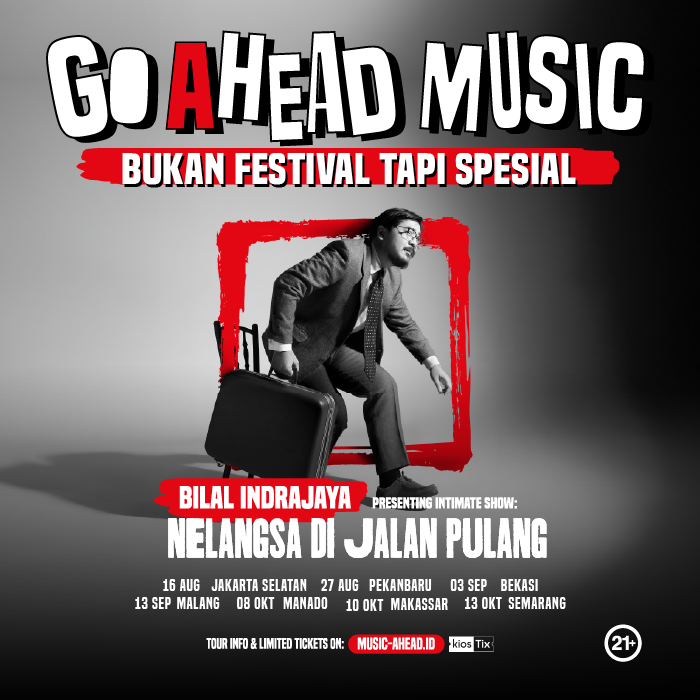 GO AHEAD MUSIC
BUKAN FESTIVAL TAPI SPESIAL
BILAL INDRAJAYA PRESENTING INTIMATE SHOW:
NELANGSA DI JALAN PULANG
16 AUG JAKARTA SELATAN 27 AUG PEKANBARU 03 SEP BEKASI
13 SEP MALANG 08 OKT MANADO 10 OKT MAKASSAR 13 OKT SEMARANG
TOUR INFO & LIMITED TICKETS ON: MUSIC-AHEAD.ID kios Tix
21+